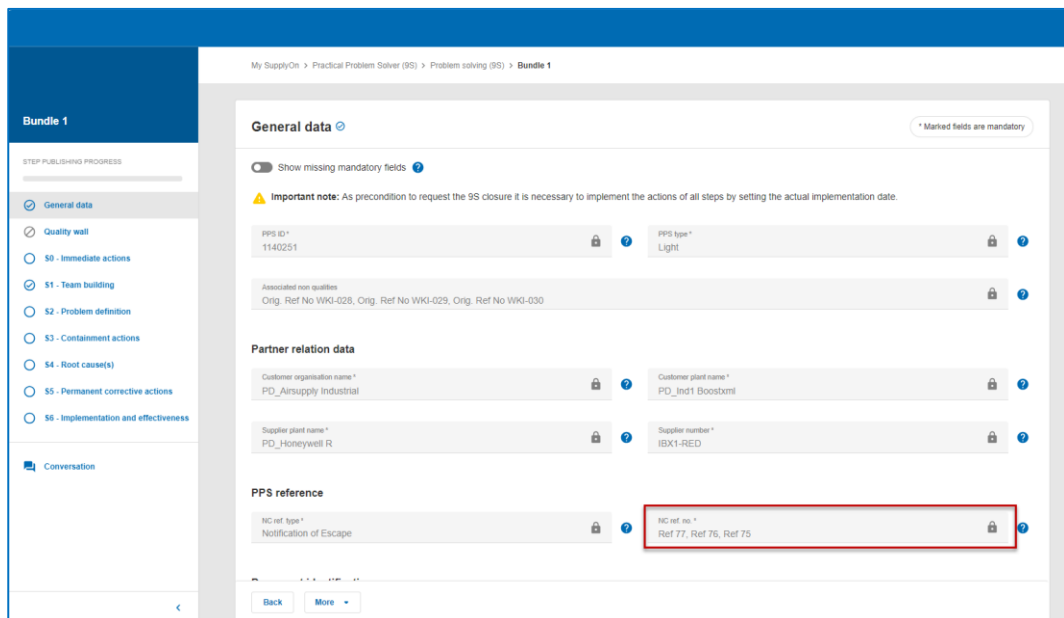 My SupplyOn > Practical Problem Solver (9S) > Problem solving (9S) > Bundle 1
Bundle 1
STEP PUBLISHING PROGRESS
General data
Quality wall
S0 - Immediate actions
S1 - Team building
S2 - Problem definition
S3 - Containment actions
S4 - Root cause(s)
S5 - Permanent corrective actions
S6 - Implementation and effectiveness
Conversation
General data
* Marked fields are mandatory
Show missing mandatory fields
Important note: As precondition to request the 9S closure it is necessary to implement the actions of all steps by setting the actual implementation date.
PPS ID *
1140251
PPS type *
Light
Associated non qualities
Orig. Ref No WKI-028, Orig. Ref No WKI-029, Orig. Ref No WKI-030
Partner relation data
Customer organisation name *
PD_Airsupply Industrial
Customer plant name *
PD_Ind1 Boostxml
Supplier plant name *
PD_Honeywell R
Supplier number *
IBX1-RED
PPS reference
NC ref. type *
Notification of Escape
NC ref. no. *
Ref 77, Ref 76, Ref 75
Back
More